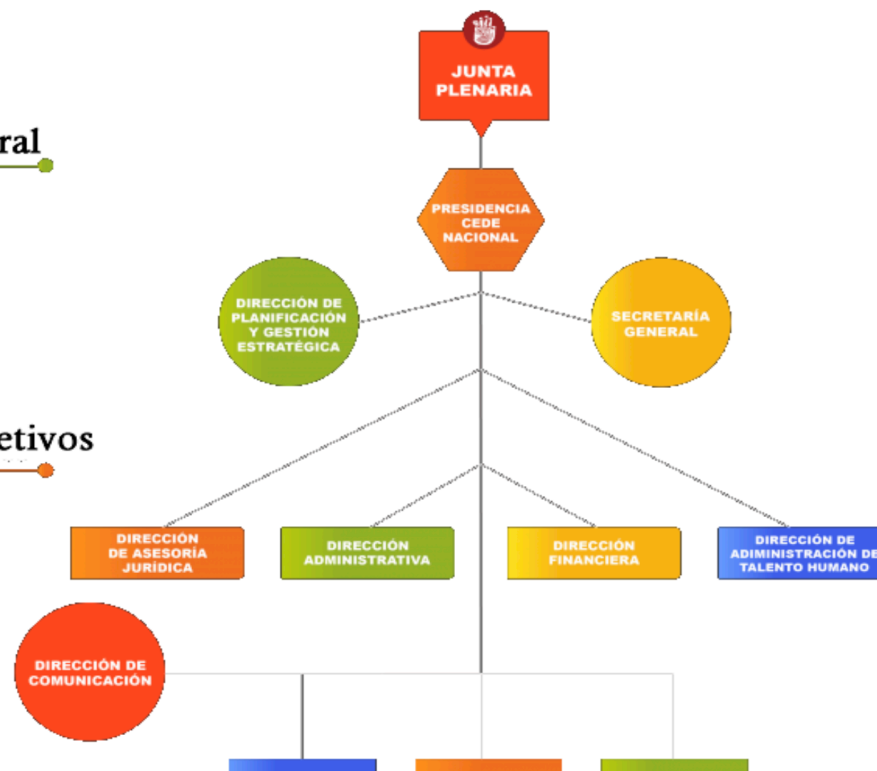 JUNTA
PLENARIA
ral
PRESIDENCIA
CEDE
NACIONAL
DIRECCIÓN DE
PLANIFICACIÓN
Y GESTIÓN
ESTRATÉGICA
SECRETARÍA
GENERAL
etivos
DIRECCIÓN
DE ASESORÍA
JURÍDICA
DIRECCIÓN
ADMINISTRATIVA
DIRECCIÓN
FINANCIERA
DIRECCIÓN DE
ADIMINISTRACIÓN DE
TALENTO HUMANO
DIRECCIÓN DE
COMUNICACIÓN